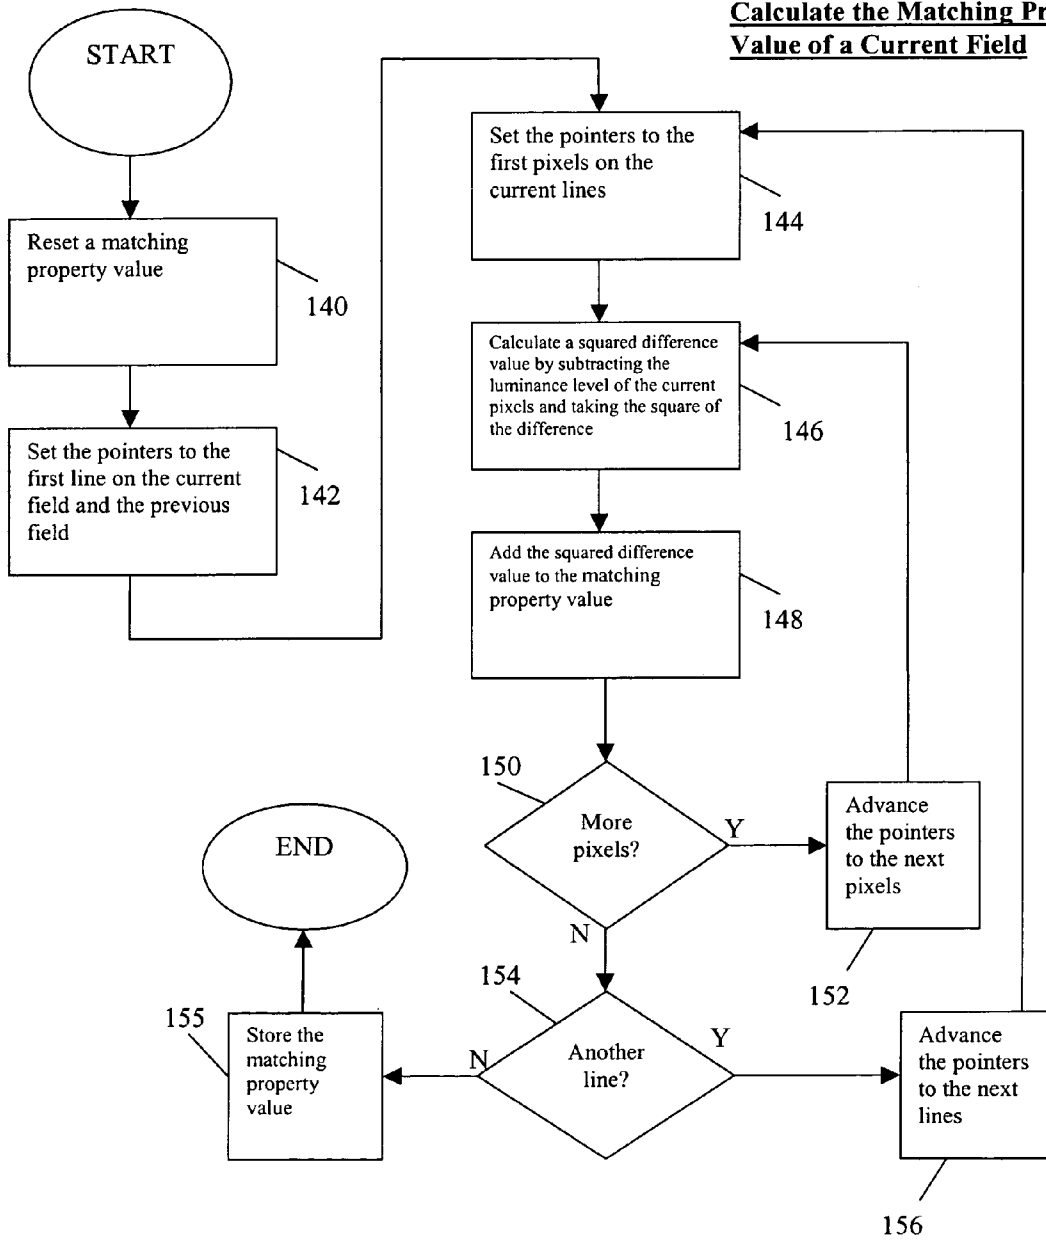 Calculate the Matching Pr
Value of a Current Field
START
Reset a matching
property value
140
Set the pointers to the
first line on the current
field and the previous
field
142
Set the pointers to the
first pixels on the
current lines
144
Calculate a squared difference
value by subtracting the
luminance level of the current
pixels and taking the square of
the difference
146
Add the squared difference
value to the matching
property value
148
150
More
pixels?
Y
N
Advance
the pointers
to the next
pixels
152
154
Another
line?
Y
N
Advance
the pointers
to the next
lines
156
155
Store the
matching
property
value
END